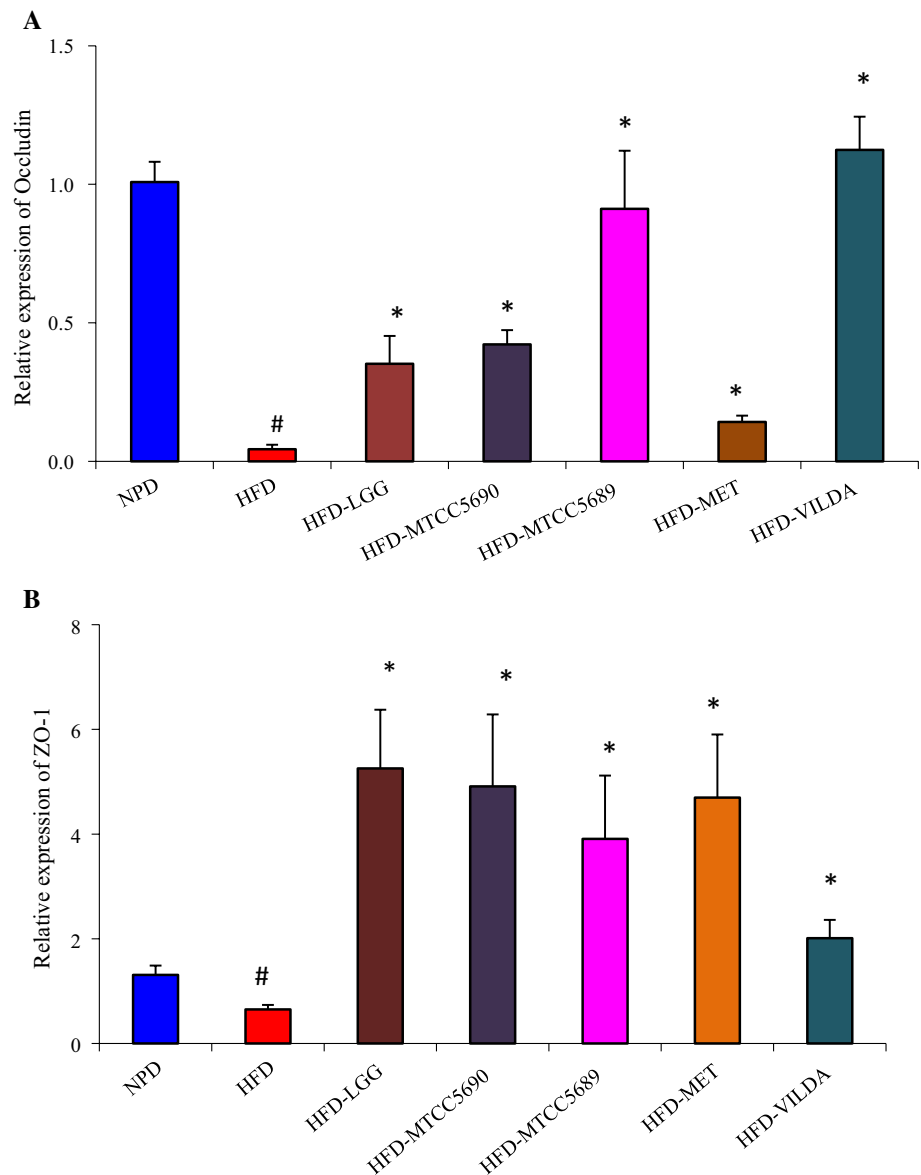 A
Relative expression of Occludin
1.5
1.0
0.5
0.0
# * * * * *
NPD
HFD
HFD-LGG
HFD-MTCC5690
HFD-MTCC5689
HFD-MET
HFD-VILDA
B
Relative expression of ZO-1
8
6
4
2
0
# * * * * *
NPD
HFD
HFD-LGG
HFD-MTCC5690
HFD-MTCC5689
HFD-MET
HFD-VILDA